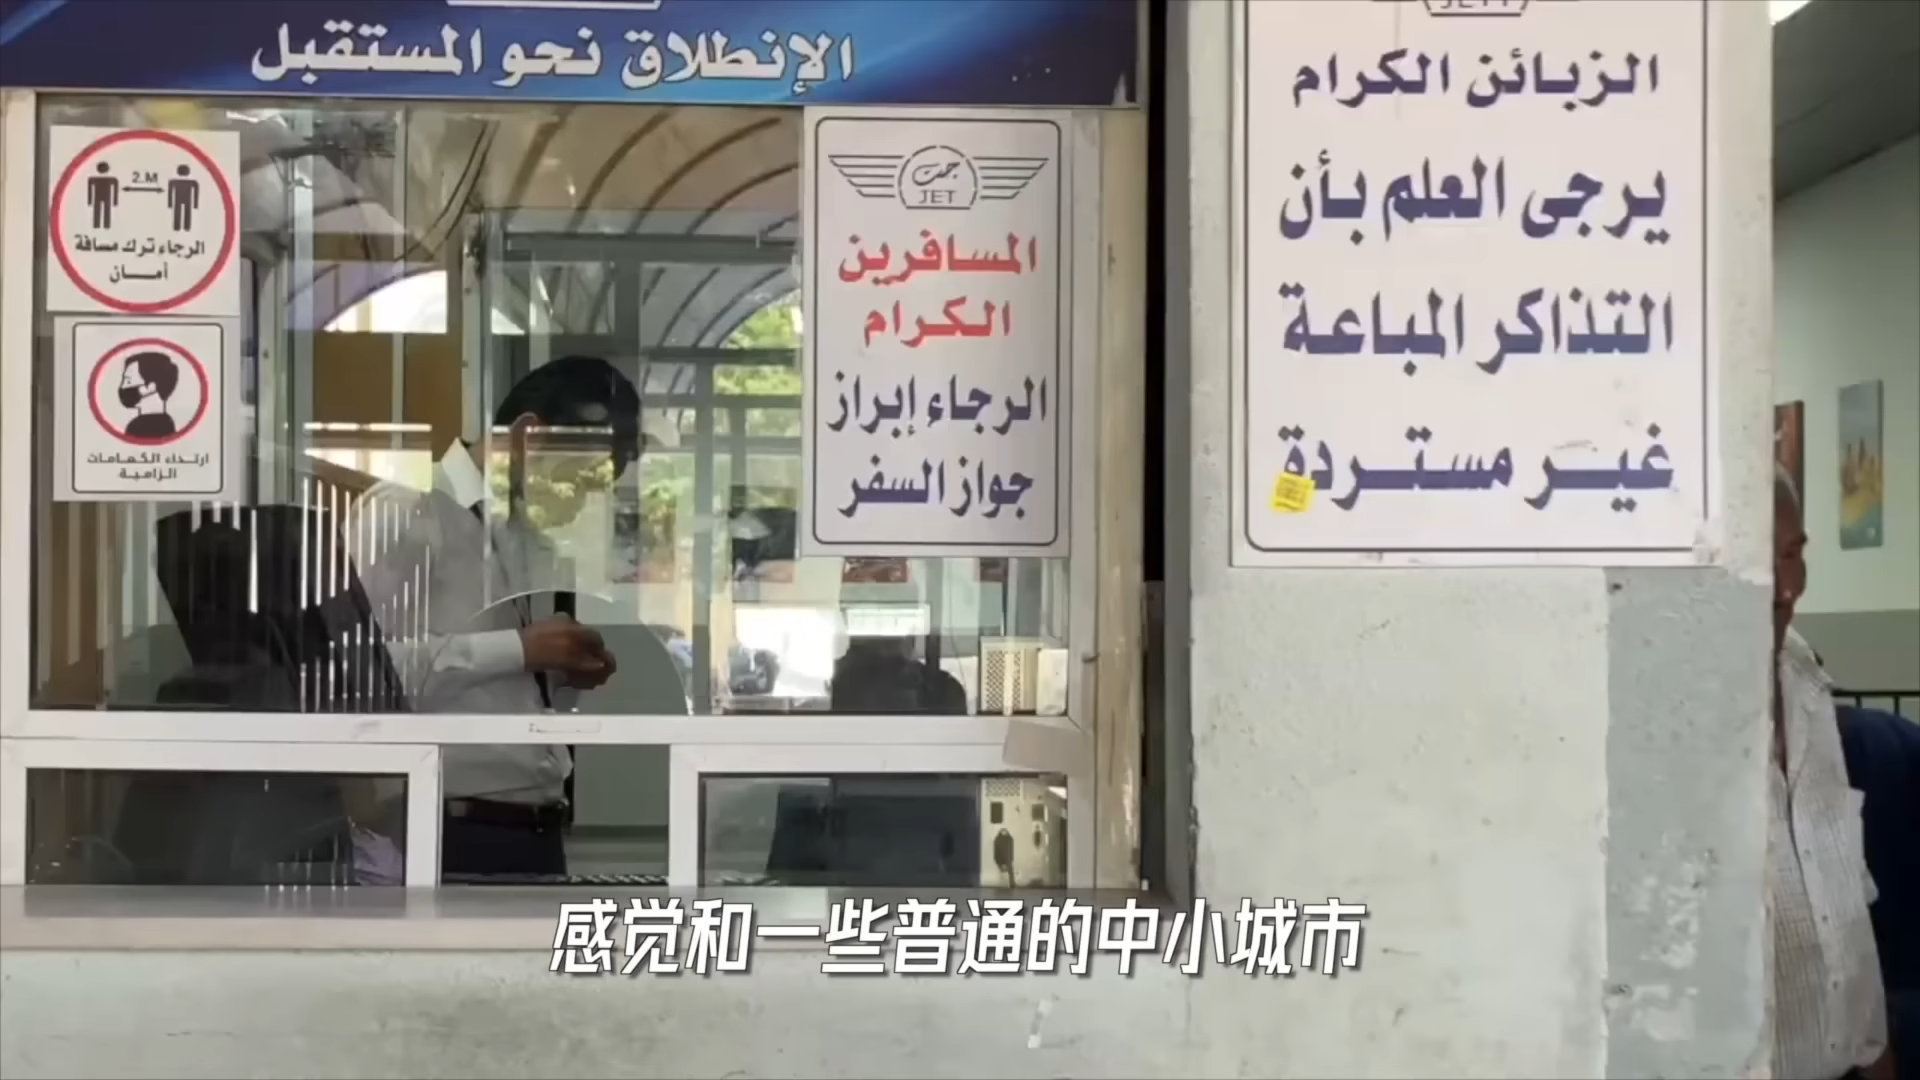 الإنطلاق نحو المستقبل
2.M
الرجاء ترك مسافة
أمان
ارتداء الكمامات
الزامية
جت
JET
المسافرين
الكرام
الرجاء إبراز
جواز السفر
JETT
الزبائن الكرام
يرجى العلم بأن
التذاكر المباعة
غير مستردة
感觉和一些普通的中小城市